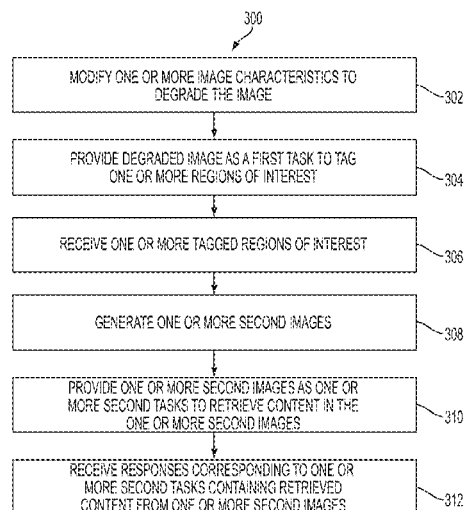 300
MODIFY ONE OR MORE IMAGE CHARACTERISTICS TO
DEGRADE THE IMAGE
302
PROVIDE DEGRADED IMAGE AS A FIRST TASK TO TAG
ONE OR MORE REGIONS OF INTEREST
304
RECEIVE ONE OR MORE TAGGED REGIONS OF INTEREST
306
GENERATE ONE OR MORE SECOND IMAGES
308
PROVIDE ONE OR MORE SECOND IMAGES AS ONE OR
MORE SECOND TASKS TO RETRIEVE CONTENT IN THE
ONE OR MORE SECOND IMAGES
310
RECEIVE RESPONSES CORRESPONDING TO ONE OR
MORE SECOND TASKS CONTAINING RETRIEVED
CONTENT FROM ONE OR MORE SECOND IMAGES
312